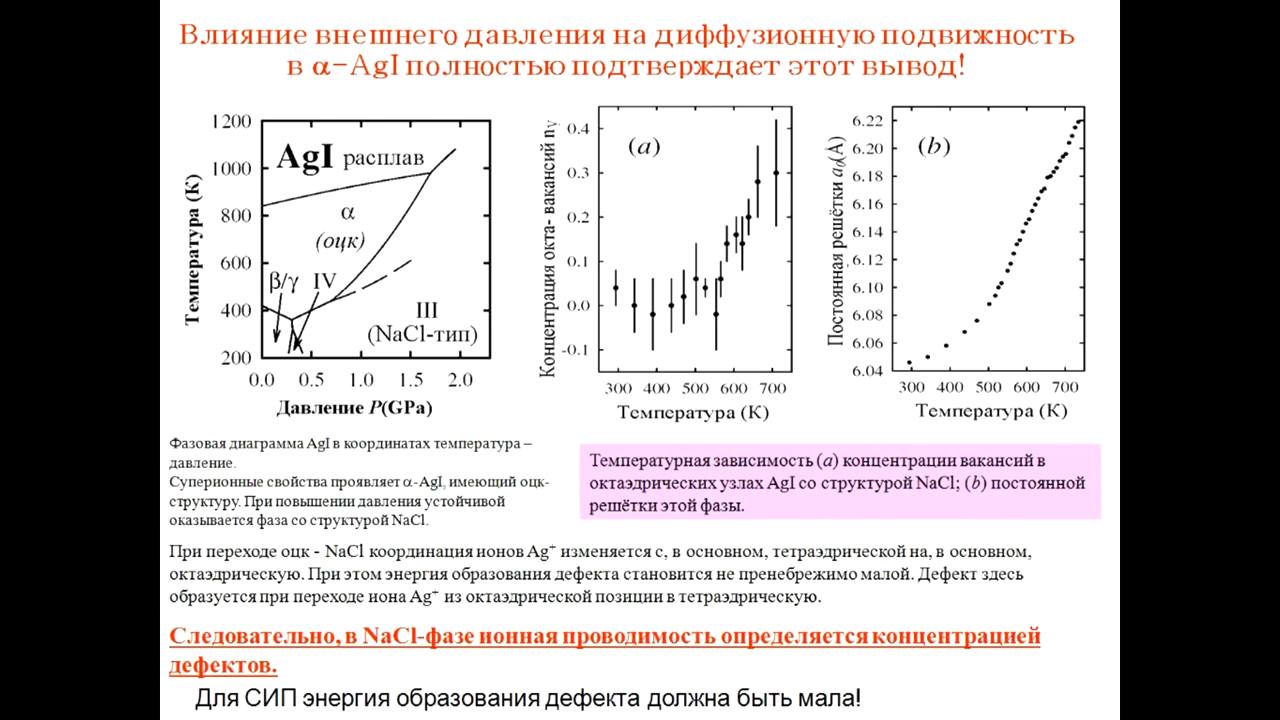 Влияние внешнего давления на диффузионную подвижность
в α–AgI полностью подтверждает этот вывод!
1200
1000
800
600
400
200
Температура (К)
AgI расплав
α
(оцк)
β/γ IV
III
(NaCl-тип)
0.0 0.5 1.0 1.5 2.0
Давление P(GPa)
Концентрация окта- вакансий nV
0.4
0.3
0.2
0.1
0.0
-0.1
(a)
300 400 500 600 700
Температура (К)
Постоянная решётки a0(Å)
6.22
6.20
6.18
6.16
6.14
6.12
6.10
6.08
6.06
6.04
(b)
300 400 500 600 700
Температура (К)
Фазовая диаграмма AgI в координатах температура –
давление.
Суперионные свойства проявляет α-AgI, имеющий оцк-
структуру. При повышении давления устойчивой
оказывается фаза со структурой NaCl.
Температурная зависимость (a) концентрации вакансий в
октаэдрических узлах AgI со структурой NaCl; (b) постоянной
решётки этой фазы.
При переходе оцк - NaCl координация ионов Ag+ изменяется с, в основном, тетраэдрической на, в основном,
октаэдрическую. При этом энергия образования дефекта становится не пренебрежимо малой. Дефект здесь
образуется при переходе иона Ag+ из октаэдрической позиции в тетраэдрическую.
Следовательно, в NaCl-фазе ионная проводимость определяется концентрацией
дефектов.
Для СИП энергия образования дефекта должна быть мала!